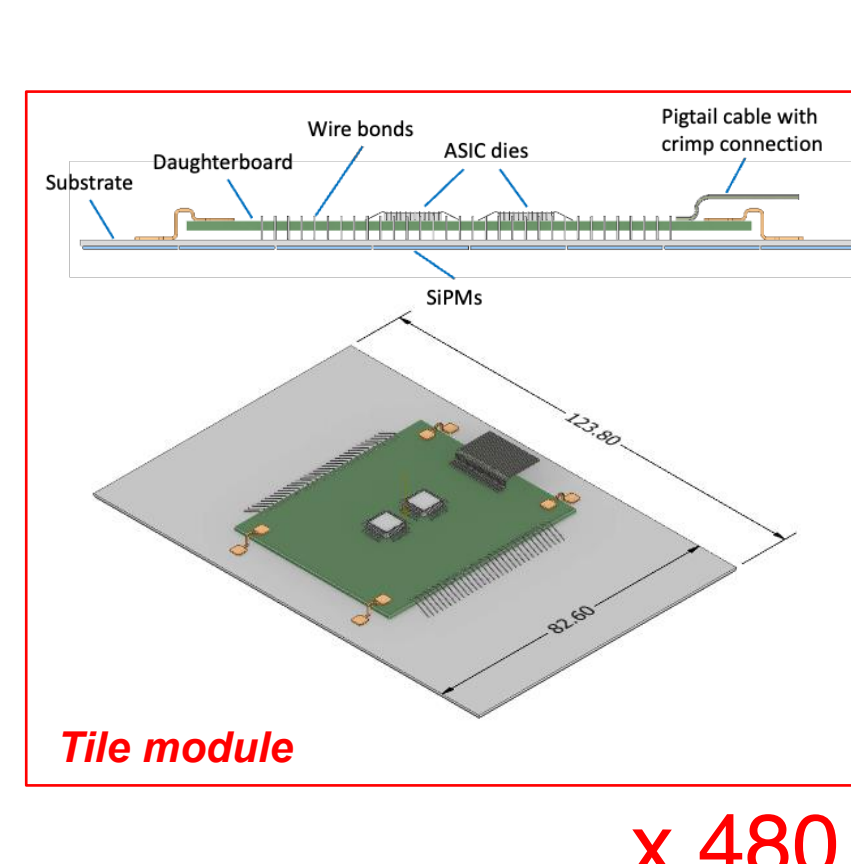 Pigtail cable with
crimp connection
Wire bonds
ASIC dies
Daughterboard
Substrate
SiPMs
123.80
82.60
Tile module
x 480